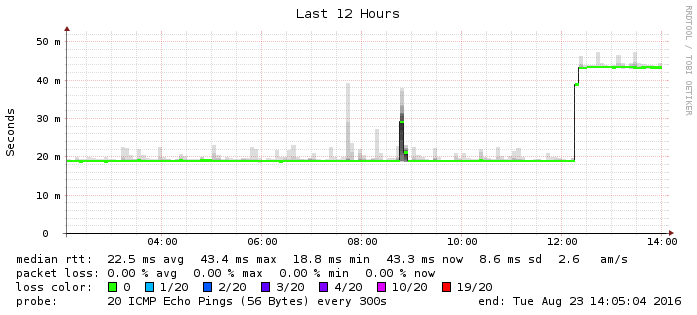 Last 12 Hours
RRDTOOL / TOBI OETIKER
Seconds
50 m
40 m
30 m
20 m
10 m
0
04:00 06:00 08:00 10:00 12:00 14:00
median rtt: 22.5 ms avg 43.4 ms max 18.8 ms min 43.3 ms now 8.6 ms sd 2.6 am/s
packet loss: 0.00 % avg 0.00 % max 0.00 % min 0.00 % now
loss color: 0 1/20 2/20 3/20 4/20 10/20 19/20
probe: 20 ICMP Echo Pings (56 Bytes) every 300s end: Tue Aug 23 14:05:04 2016